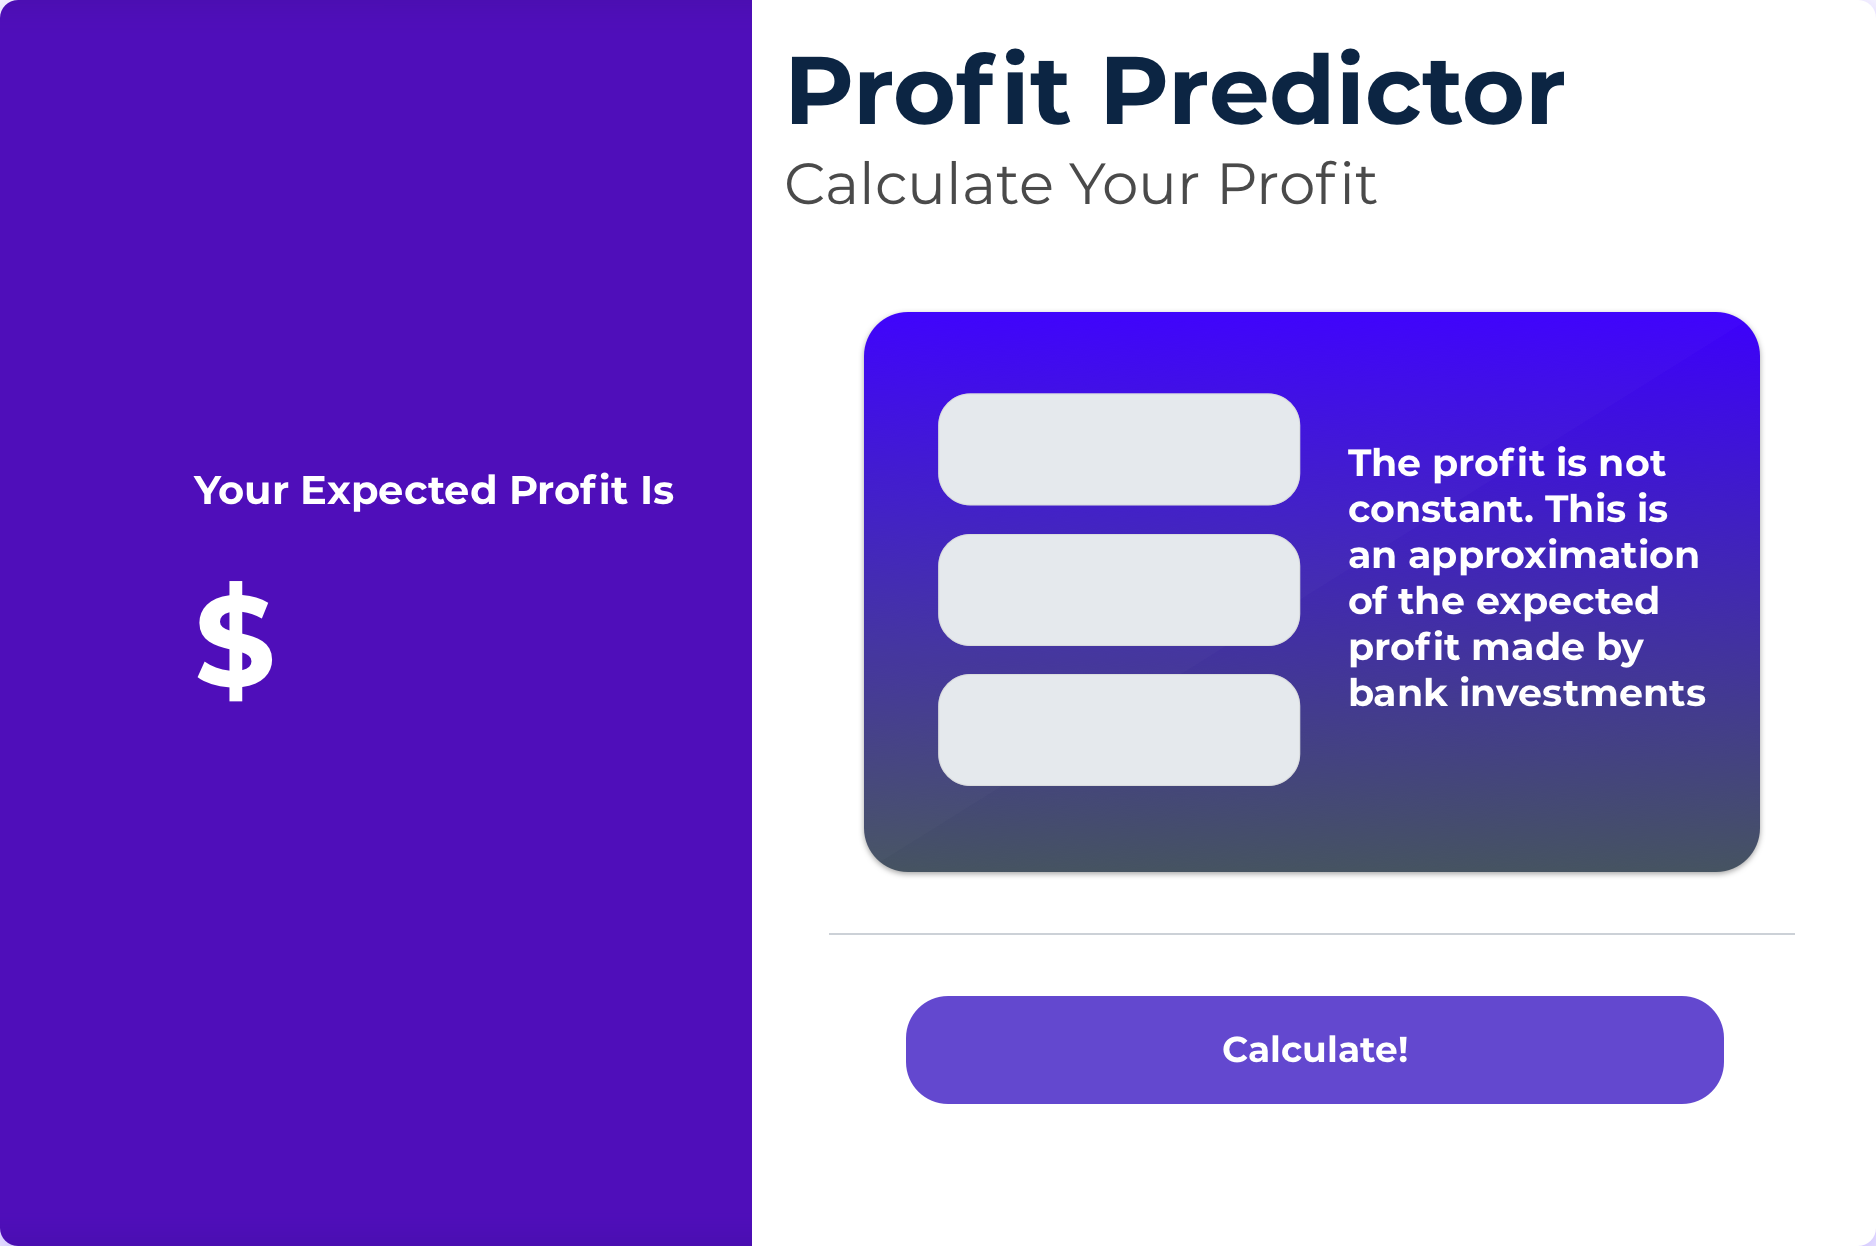 Profit Predictor
Calculate Your Profit
Your Expected Profit Is
$
The profit is not
constant. This is
an approximation
of the expected
profit made by
bank investments
Calculate!